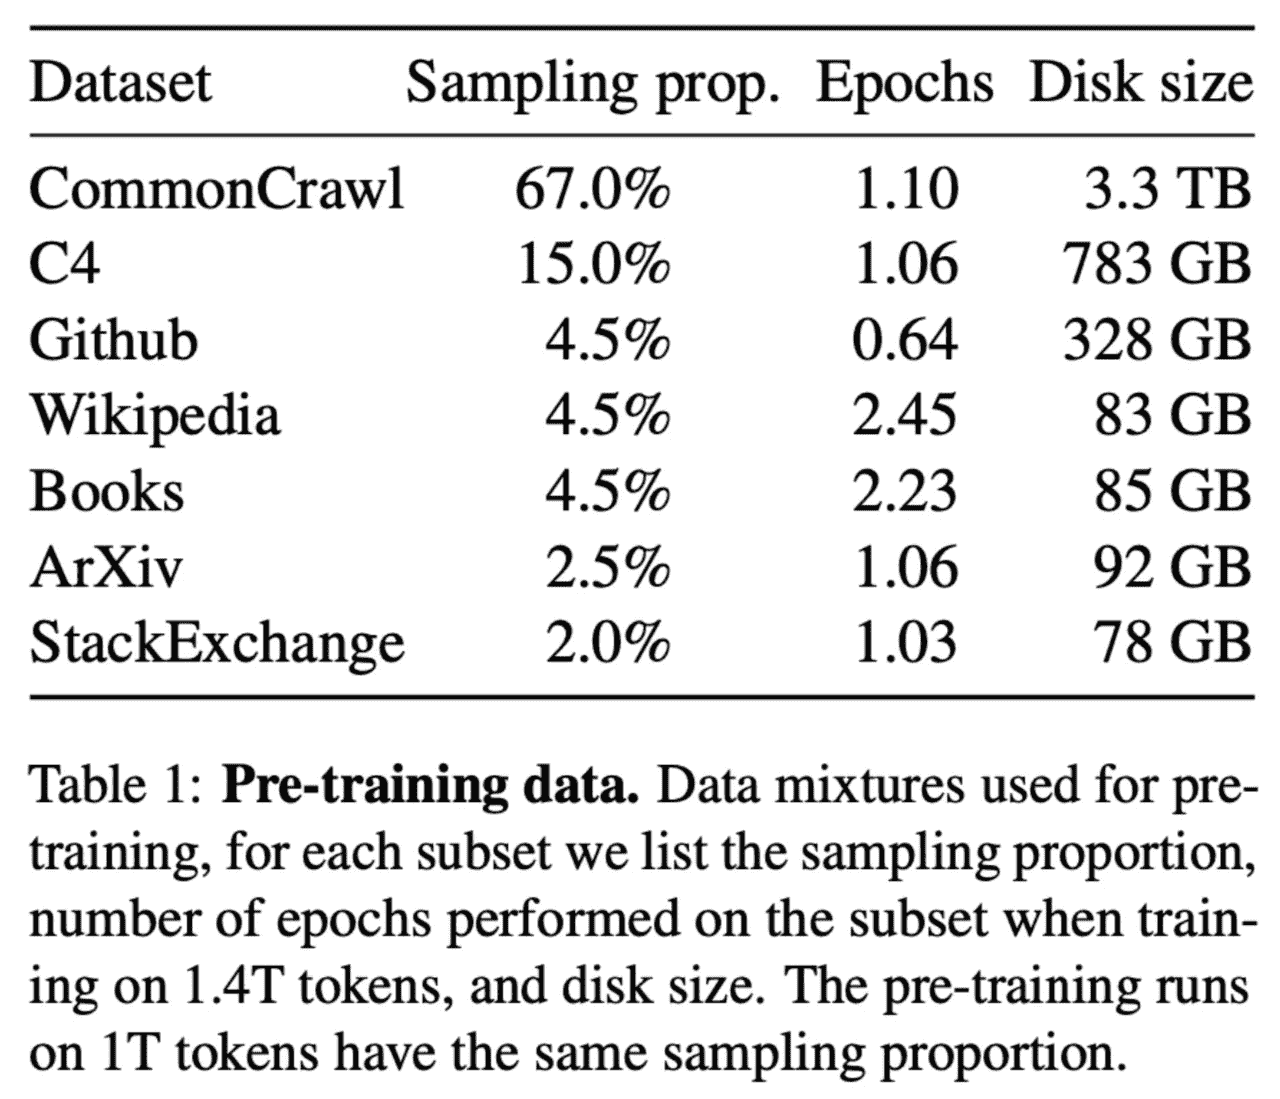 Dataset Sampling prop. Epochs Disk size
CommonCrawl 67.0% 1.10 3.3 TB
C4 15.0% 1.06 783 GB
Github 4.5% 0.64 328 GB
Wikipedia 4.5% 2.45 83 GB
Books 4.5% 2.23 85 GB
ArXiv 2.5% 1.06 92 GB
StackExchange 2.0% 1.03 78 GB
Table 1: Pre-training data. Data mixtures used for pre-
training, for each subset we list the sampling proportion,
number of epochs performed on the subset when train-
ing on 1.4T tokens, and disk size. The pre-training runs
on 1T tokens have the same sampling proportion.